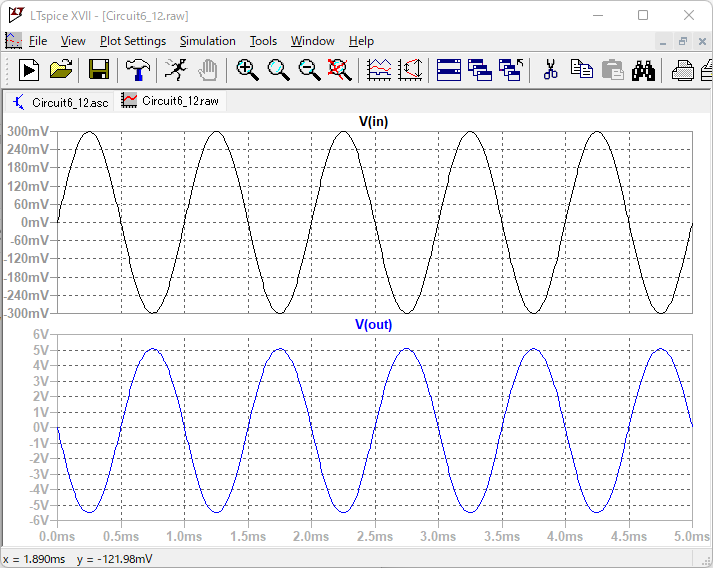 LTspice XVII - [Circuit6_12.raw]
File View Plot Settings Simulation Tools Window Help
Circuit6_12.asc Circuit6_12.raw
V(in)
300mV
240mV
180mV
120mV
60mV
0mV
-60mV
-120mV
-180mV
-240mV
-300mV
V(out)
6V
5V
4V
3V
2V
1V
0V
-1V
-2V
-3V
-4V
-5V
-6V
0.0ms 0.5ms 1.0ms 1.5ms 2.0ms 2.5ms 3.0ms 3.5ms 4.0ms 4.5ms 5.0ms
x = 1.890ms y = -121.98mV